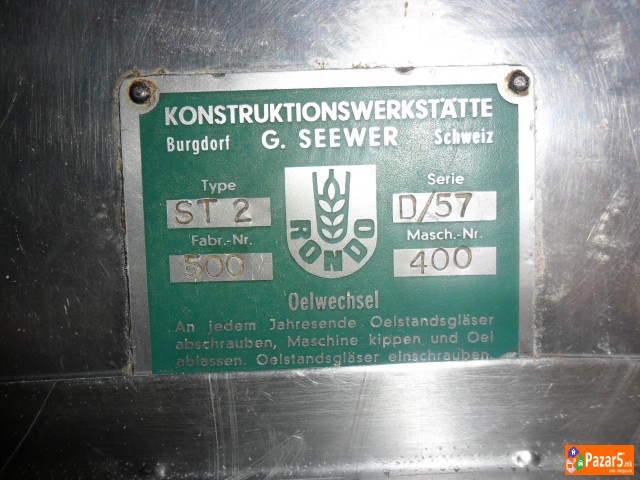 KONSTRUKTIONSWERKSTÄTTE
Burgdorf G. SEEWER Schweiz
Type Serie
ST 2 D/57
RONDO
Fabr.-Nr. Masch.-Nr.
500 400
Oelwechsel
An jedem Jahresende Oelstandsgläser
abschrauben, Maschine kippen und Oel
ablassen. Oelstandsgläser einschrauben
Pazar5.mk